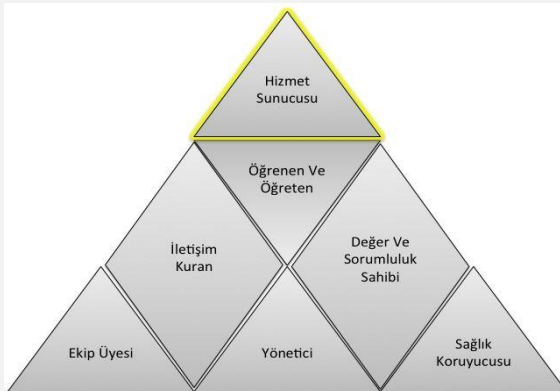 Hizmet
Sunucusu
Öğrenen Ve
Öğreten
İletişim
Kuran
Değer Ve
Sorumluluk
Sahibi
Ekip Üyesi
Yönetici
Sağlık
Koruyucusu